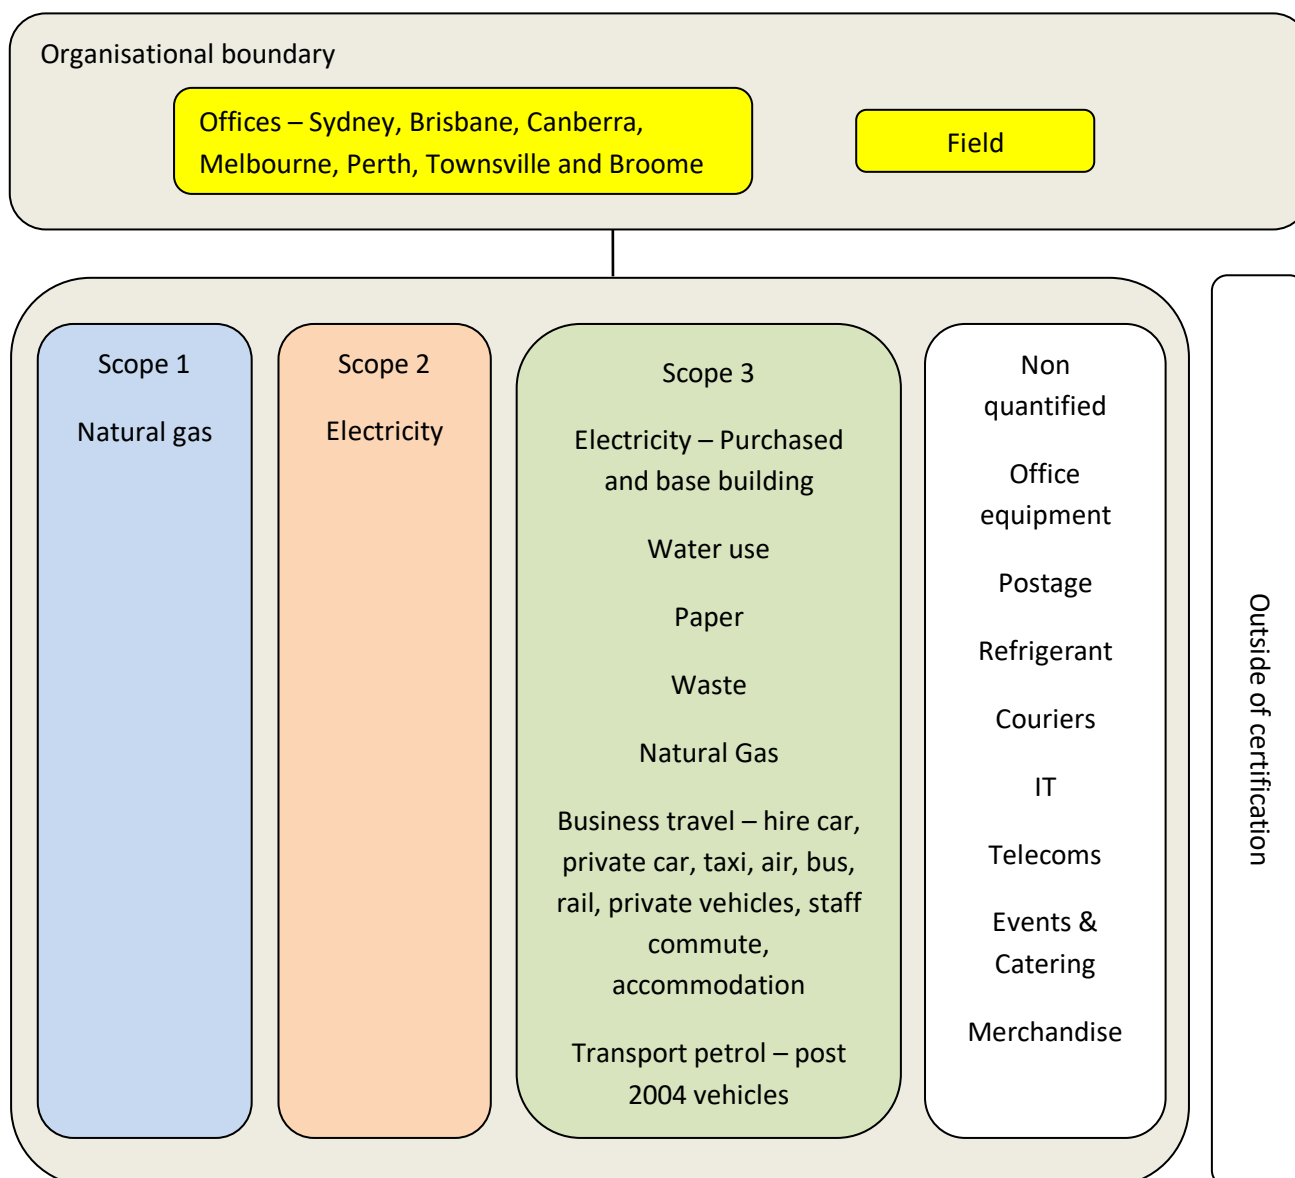 Organisational boundary
Offices – Sydney, Brisbane, Canberra,
Melbourne, Perth, Townsville and Broome
Field
Scope 1
Natural gas
Scope 2
Electricity
Scope 3
Electricity – Purchased
and base building
Water use
Paper
Waste
Natural Gas
Business travel – hire car,
private car, taxi, air, bus,
rail, private vehicles, staff
commute,
accommodation
Transport petrol – post
2004 vehicles
Non
quantified
Office
equipment
Postage
Refrigerant
Couriers
IT
Telecoms
Events &
Catering
Merchandise
Outside of certification